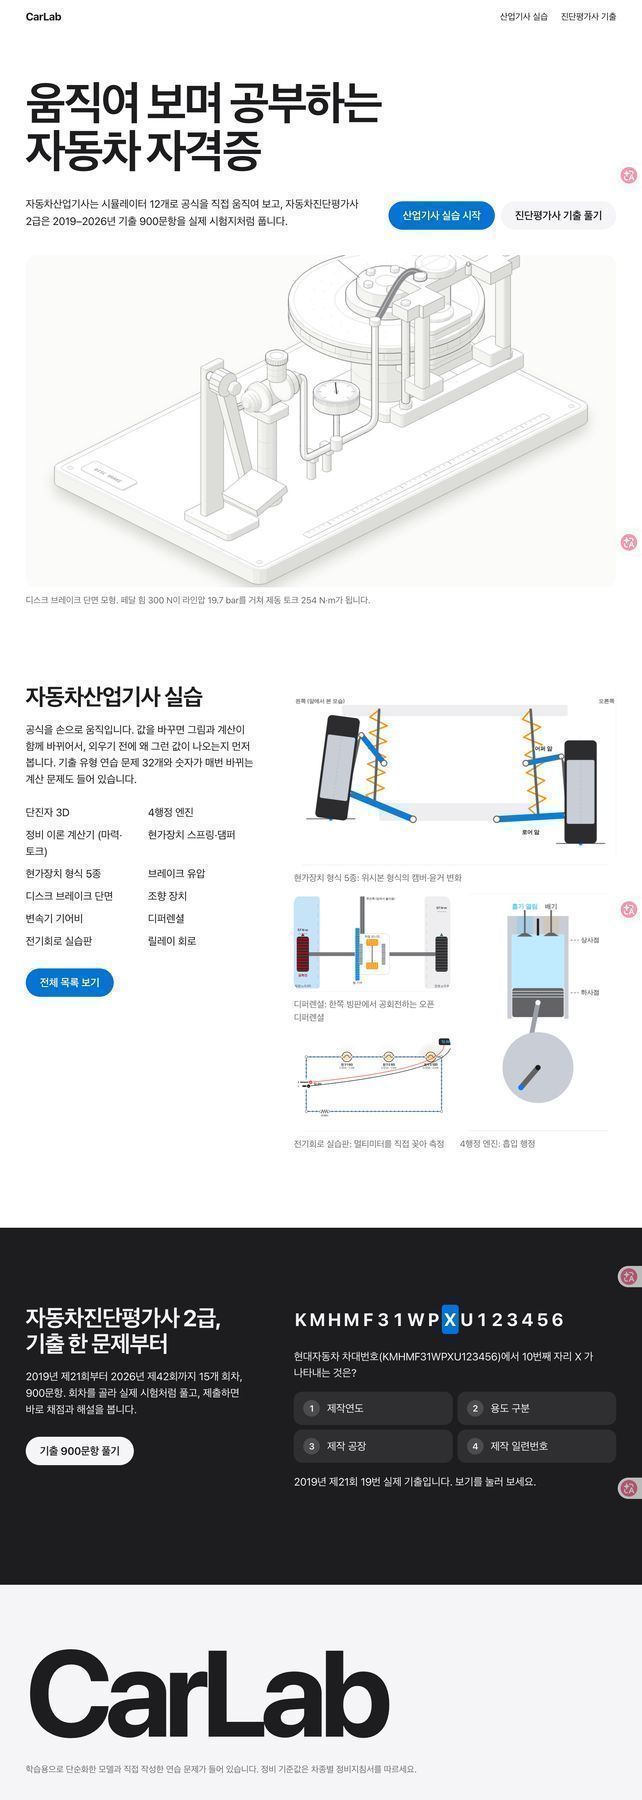 CarLab
산업기사 실습
진단평가사 기출
움직여 보며 공부하는
자동차 자격증
자동차산업기사는 시뮬레이터 12개로 공식을 직접 움직여 보고, 자동차진단평가사
2급은 2019–2026년 기출 900문항을 실제 시험지처럼 풉니다.
산업기사 실습 시작
진단평가사 기출 풀기
디스크 브레이크 단면 모형. 페달 힘 300 N이 라인압 19.7 bar를 거쳐 제동 토크 254 N·m가 됩니다.
자동차산업기사 실습
공식을 손으로 움직입니다. 값을 바꾸면 그림과 계산이
함께 바뀌어서, 외우기 전에 왜 그런 값이 나오는지 먼저
봅니다. 기출 유형 연습 문제 32개와 숫자가 매번 바뀌는
계산 문제도 들어 있습니다.
단진자 3D
4행정 엔진
정비 이론 계산기 (마력·
토크)
현가장치 스프링·댐퍼
현가장치 형식 5종
브레이크 유압
디스크 브레이크 단면
조향 장치
변속기 기어비
디퍼렌셜
전기회로 실습판
릴레이 회로
전체 목록 보기
왼쪽 (앞에서 본 모습)
오른쪽
어퍼 암
로어 암
현가장치 형식 5종: 위시본 형식의 캠버·윤거 변화
디퍼렌셜: 한쪽 빙판에서 공회전하는 오픈
디퍼렌셜
흡기 열림
배기
상사점
하사점
전기회로 실습판: 멀티미터를 직접 꽂아 측정
4행정 엔진: 흡입 행정
자동차진단평가사 2급,
기출 한 문제부터
2019년 제21회부터 2026년 제42회까지 15개 회차,
900문항. 회차를 골라 실제 시험처럼 풀고, 제출하면
바로 채점과 해설을 봅니다.
기출 900문항 풀기
KMHMF31WPXU123456
현대자동차 차대번호(KMHMF31WPXU123456)에서 10번째 자리 X 가
나타내는 것은?
1 제작연도
2 용도 구분
3 제작 공장
4 제작 일련번호
2019년 제21회 19번 실제 기출입니다. 보기를 눌러 보세요.
CarLab
학습용으로 단순화한 모델과 직접 작성한 연습 문제가 들어 있습니다. 정비 기준값은 차종별 정비지침서를 따르세요.